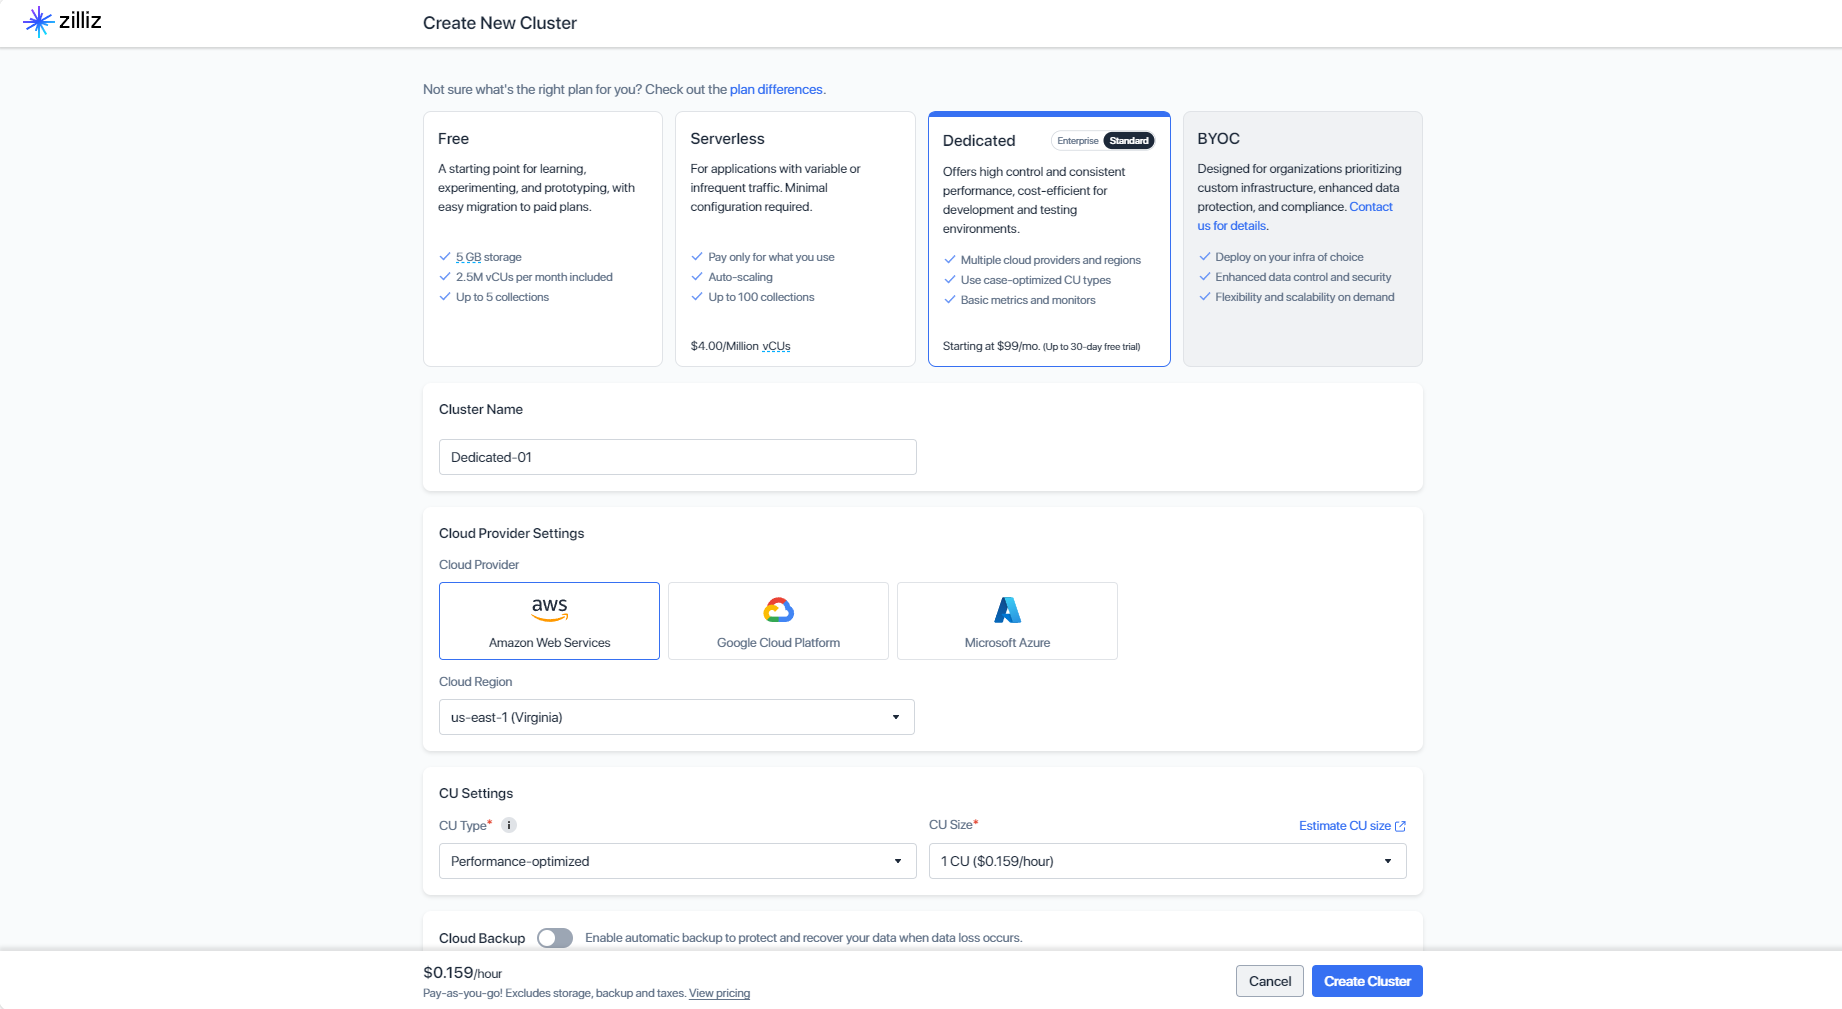 zilliz
Create New Cluster
Not sure what's the right plan for you? Check out the plan differences.
Free
A starting point for learning,
experimenting, and prototyping, with
easy migration to paid plans.
5 GB storage
2.5M vCUs per month included
Up to 5 collections
Serverless
For applications with variable or
infrequent traffic. Minimal
configuration required.
Pay only for what you use
Auto-scaling
Up to 100 collections
$4.00/Million vCUs
Dedicated
Enterprise Standard
Offers high control and consistent
performance, cost-efficient for
development and testing
environments.
Multiple cloud providers and regions
Use case-optimized CU types
Basic metrics and monitors
Starting at $99/mo. (Up to 30-day free trial)
BYOC
Designed for organizations prioritizing
custom infrastructure, enhanced data
protection, and compliance. Contact
us for details.
Deploy on your infra of choice
Enhanced data control and security
Flexibility and scalability on demand
Cluster Name
Dedicated-01
Cloud Provider Settings
Cloud Provider
aws
Amazon Web Services
Google Cloud Platform
Microsoft Azure
Cloud Region
us-east-1 (Virginia)
CU Settings
CU Type* i
Performance-optimized
CU Size*
Estimate CU size
1 CU ($0.159/hour)
Cloud Backup
Enable automatic backup to protect and recover your data when data loss occurs.
$0.159/hour
Pay-as-you-go! Excludes storage, backup and taxes. View pricing
Cancel
Create Cluster